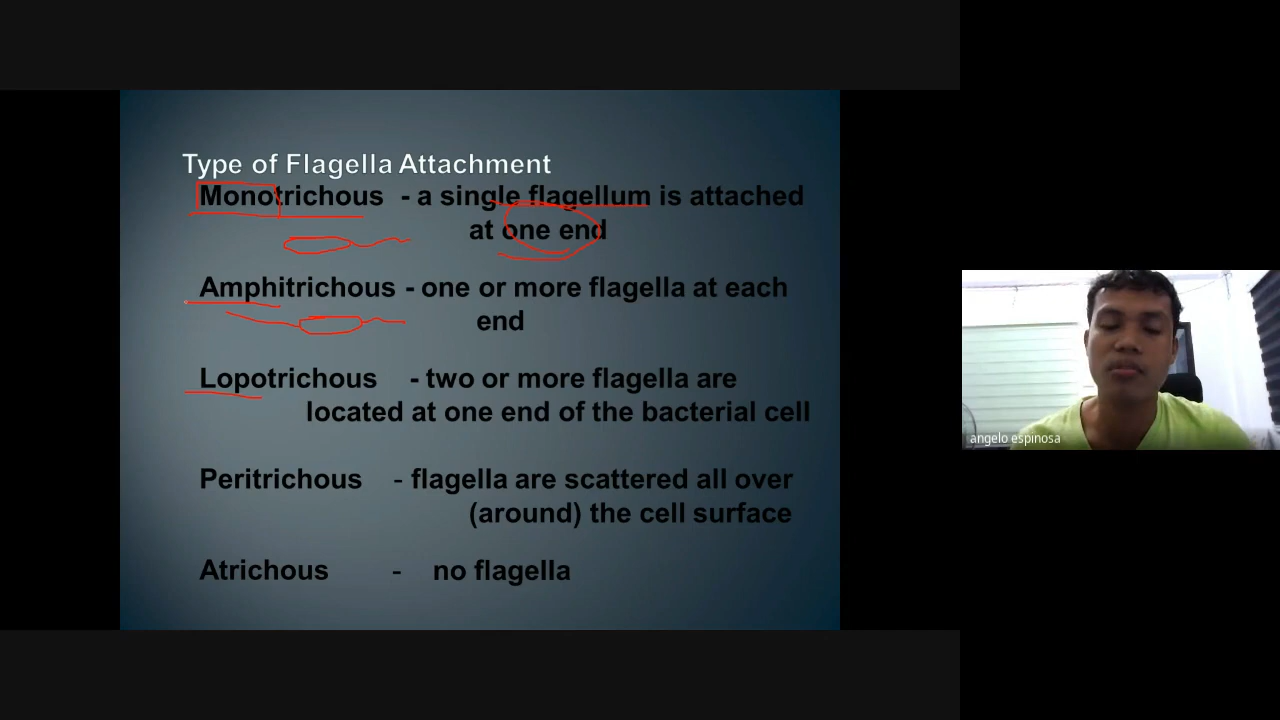 Type of Flagella Attachment
Monotrichous - a single flagellum is attached
at one end
Amphitrichous - one or more flagella at each
end
Lopotrichous - two or more flagella are
located at one end of the bacterial cell
Peritrichous - flagella are scattered all over
(around) the cell surface
Atrichous - no flagella
angelo espinosa